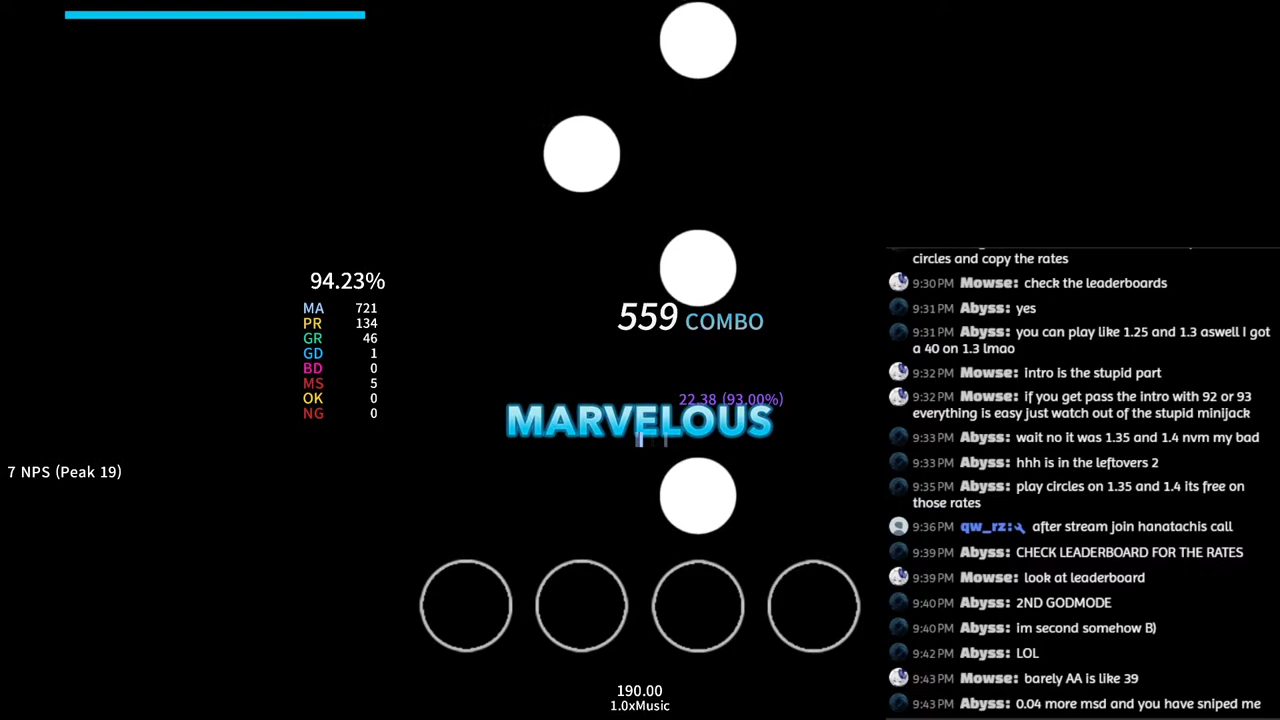 94.23%
MA 721
PR 134
GR 46
GD 1
BD 0
MS 5
OK 0
NG 0
7 NPS (Peak 19)
559 COMBO
22.38 (93.00%)
MARVELOUS
190.00
1.0xMusic
circles and copy the rates
9:30 PM Mowse: check the leaderboards
9:31 PM Abyss: yes
9:31 PM Abyss: you can play like 1.25 and 1.3 aswell I got
a 40 on 1.3 lmao
9:32 PM Mowse: intro is the stupid part
9:32 PM Mowse: if you get pass the intro with 92 or 93
everything is easy just watch out of the stupid minijack
9:33 PM Abyss: wait no it was 1.35 and 1.4 nvm my bad
9:33 PM Abyss: hhh is in the leftovers 2
9:35 PM Abyss: play circles on 1.35 and 1.4 its free on
those rates
9:36 PM qw_rz: after stream join hanatachis call
9:39 PM Abyss: CHECK LEADERBOARD FOR THE RATES
9:39 PM Mowse: look at leaderboard
9:40 PM Abyss: 2ND GODMODE
9:40 PM Abyss: im second somehow B)
9:42 PM Abyss: LOL
9:43 PM Mowse: barely AA is like 39
9:43 PM Abyss: 0.04 more msd and you have sniped me